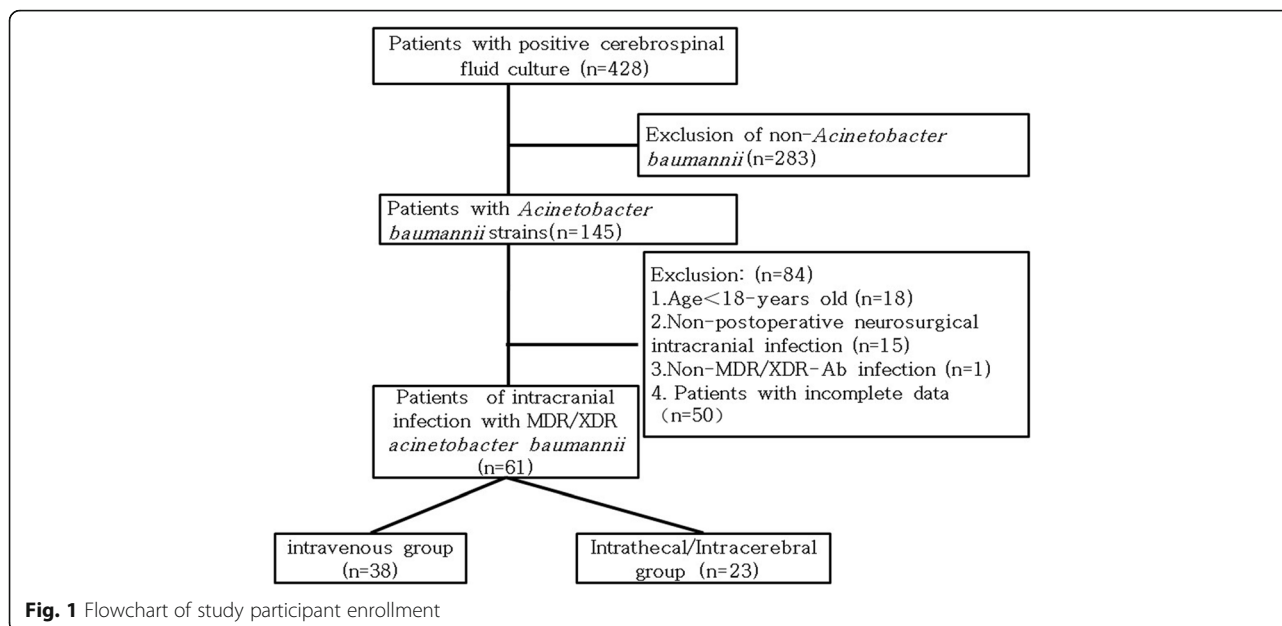 Patients with positive cerebrospinal
fluid culture (n=428)
Exclusion of non-Acinetobacter
baumannii(n=283)
Patients with Acinetobacter
baumannii strains(n=145)
Exclusion: (n=84)
1.Age<18-years old (n=18)
2.Non-postoperative neurosurgical
intracranial infection (n=15)
3.Non-MDR/XDR-Ab infection (n=1)
4. Patients with incomplete data
（n=50）
Patients of intracranial
infection with MDR/XDR
acinetobacter baumannii
(n=61)
intravenous group
(n=38)
Intrathecal/Intracerebral
group (n=23)
Fig. 1 Flowchart of study participant enrollment